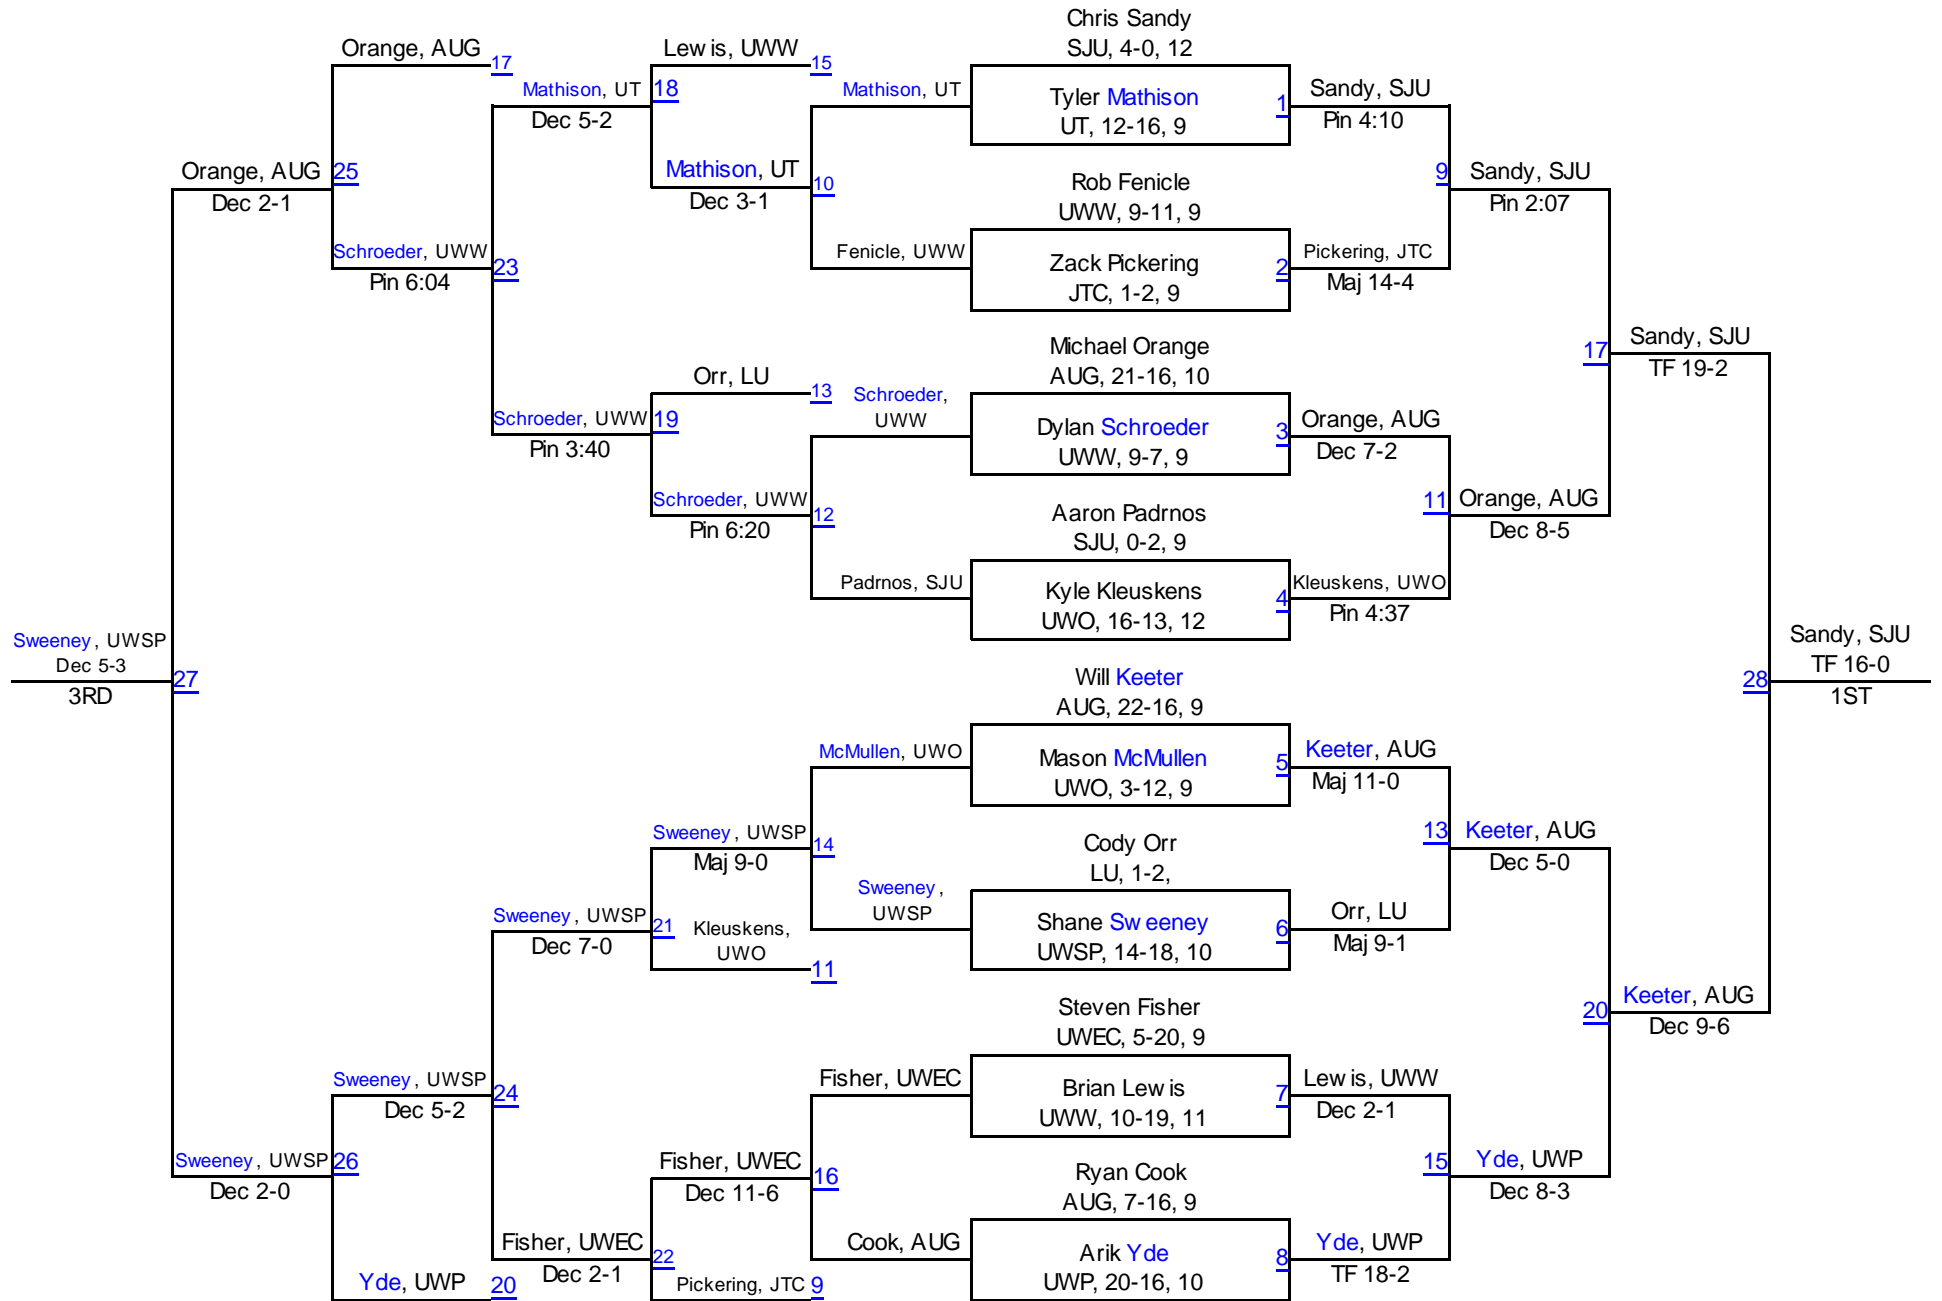 Chris Sandy
SJU, 4-0, 12
Tyler Mathison
UT, 12-16, 9
1
Rob Fenicle
UWW, 9-11, 9
Zack Pickering
JTC, 1-2, 9
2
Michael Orange
AUG, 21-16, 10
Dylan Schroeder
UWW, 9-7, 9
3
Aaron Padrnos
SJU, 0-2, 9
Kyle Kleuskens
UWO, 16-13, 12
4
Will Keeter
AUG, 22-16, 9
Mason McMullen
UWO, 3-12, 9
5
Cody Orr
LU, 1-2,
Shane Sweeney
UWSP, 14-18, 10
6
Steven Fisher
UWEC, 5-20, 9
Brian Lewis
UWW, 10-19, 11
7
Ryan Cook
AUG, 7-16, 9
Arik Yde
UWP, 20-16, 10
8
Sandy, SJU
Pin 4:10
Pickering, JTC
Maj 14-4
Orange, AUG
Dec 7-2
Kleuskens, UWO
Pin 4:37
Keeter, AUG
Maj 11-0
Orr, LU
Maj 9-1
Lewis, UWW
Dec 2-1
Yde, UWP
TF 18-2
9
Sandy, SJU
Pin 2:07
11
Orange, AUG
Dec 8-5
13
Keeter, AUG
Dec 5-0
15
Yde, UWP
Dec 8-3
17
Sandy, SJU
TF 19-2
20
Keeter, AUG
Dec 9-6
28
Sandy, SJU
TF 16-0
1ST
Mathison, UT
Fenicle, UWW
Schroeder,
UWW
Padrnos, SJU
McMullen, UWO
Sweeney,
UWSP
Fisher, UWEC
Cook, AUG
Lewis, UWW
15
Mathison, UT
Dec 3-1
10
Orr, LU
13
Schroeder, UWW
Pin 6:20
12
Sweeney, UWSP
Maj 9-0
14
Kleuskens,
UWO
11
Fisher, UWEC
Dec 11-6
16
Pickering, JTC
9
Mathison, UT
Dec 5-2
18
Schroeder, UWW
Pin 3:40
19
Sweeney, UWSP
Dec 7-0
21
Fisher, UWEC
Dec 2-1
22
Orange, AUG
17
Schroeder, UWW
Pin 6:04
23
Sweeney, UWSP
Dec 5-2
24
Yde, UWP
20
Orange, AUG
Dec 2-1
25
Sweeney, UWSP
Dec 2-0
26
Sweeney, UWSP
Dec 5-3
3RD
27